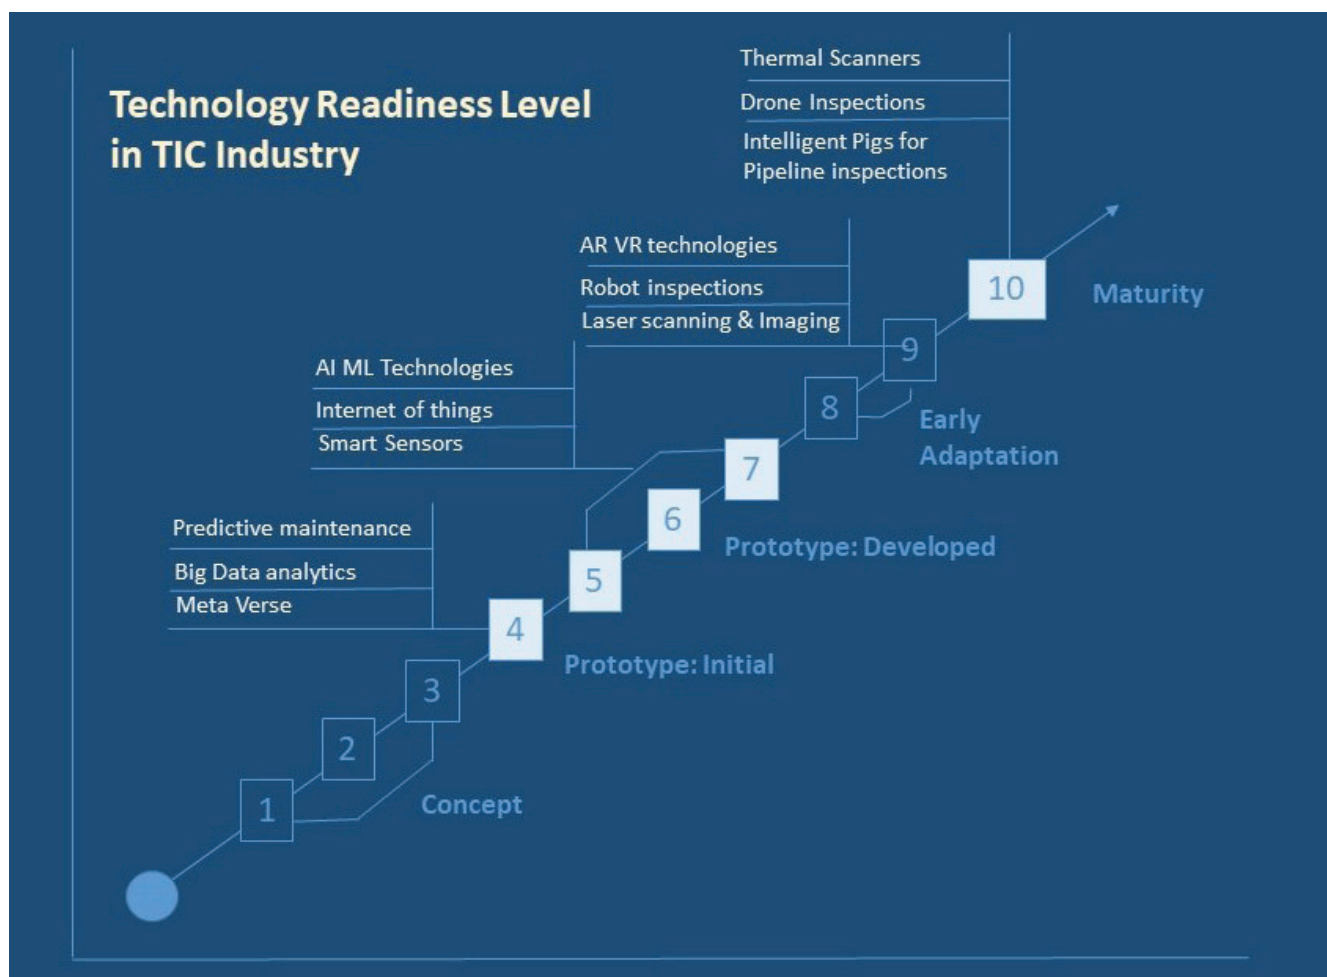 Technology Readiness Level
in TIC Industry
Thermal Scanners
Drone Inspections
Intelligent Pigs for
Pipeline inspections
AR VR technologies
Robot inspections
Laser scanning & Imaging
AI ML Technologies
Internet of things
Smart Sensors
Predictive maintenance
Big Data analytics
Meta Verse
10
Maturity
9
8
Early
Adaptation
7
6
Prototype: Developed
5
4
Prototype: Initial
3
2
1
Concept